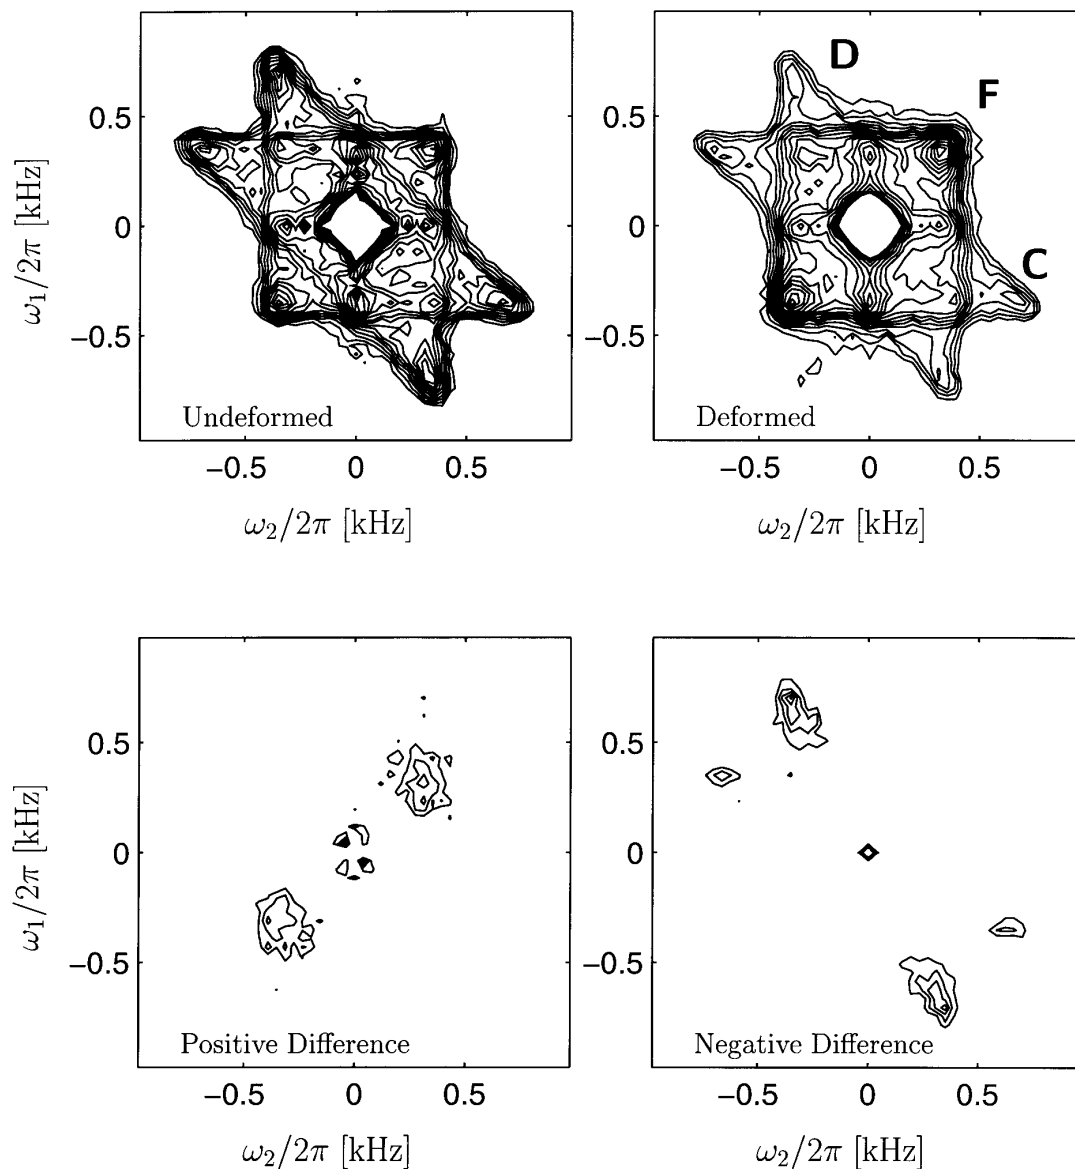 D
F
0.5
0.5
ω₁/2π [kHz]
0
0
C
−0.5
−0.5
Undeformed
Deformed
−0.5
0
0.5
−0.5
0
0.5
ω₂/2π [kHz]
ω₂/2π [kHz]
0.5
0.5
ω₁/2π [kHz]
0
0
−0.5
−0.5
Positive Difference
Negative Difference
−0.5
0
0.5
−0.5
0
0.5
ω₂/2π [kHz]
ω₂/2π [kHz]